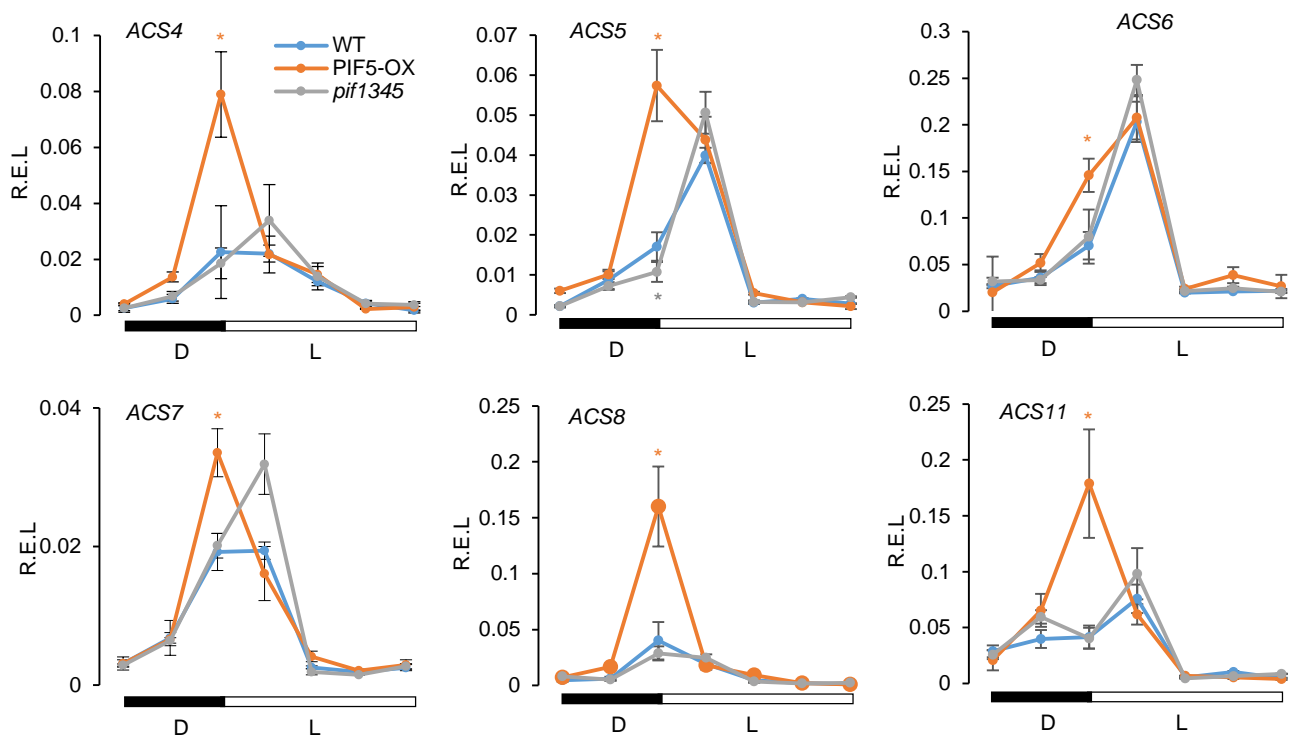 ACS4
0.1
0.08
0.06
0.04
0.02
0
R.E.L
*
WT
PIF5-OX
pif1345
D L
ACS5
0.07
0.06
0.05
0.04
0.03
0.02
0.01
0
R.E.L
*
*
D L
ACS6
0.3
0.25
0.2
0.15
0.1
0.05
0
R.E.L
*
D L
ACS7
0.04
0.02
0
R.E.L
*
D L
ACS8
0.25
0.2
0.15
0.1
0.05
0
R.E.L
*
D L
ACS11
0.25
0.2
0.15
0.1
0.05
0
R.E.L
*
D L